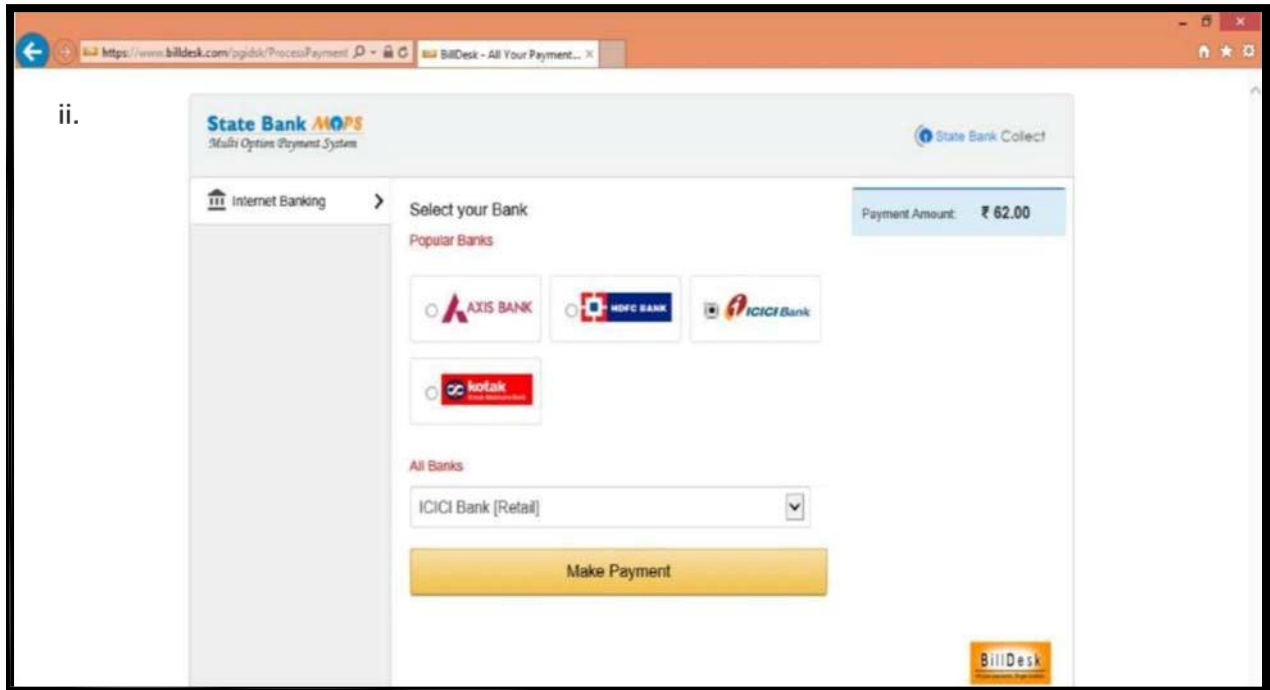 https://www.billdesk.com/pgidsk/ProcessPayment
BillDesk - All Your Payment...
ii.
State Bank MOPS
Multi Option Payment System
State Bank Collect
Internet Banking
Select your Bank
Payment Amount: ₹ 62.00
Popular Banks
AXIS BANK
HDFC BANK
ICICI Bank
kotak
All Banks
ICICI Bank [Retail]
Make Payment
BillDesk